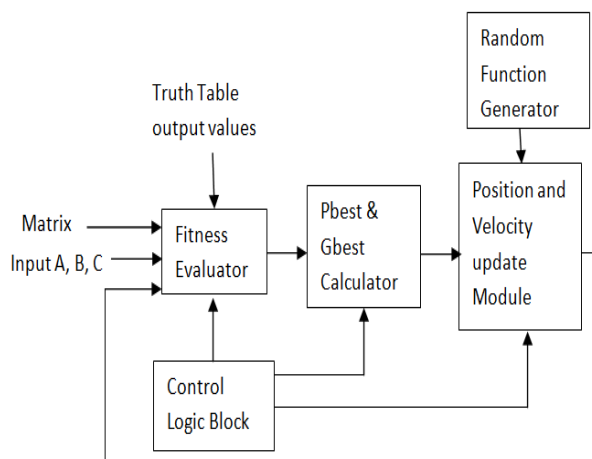 Random
Function
Generator
Truth Table
output values
Matrix
Input A, B, C
Fitness
Evaluator
Pbest &
Gbest
Calculator
Position and
Velocity
update
Module
Control
Logic Block